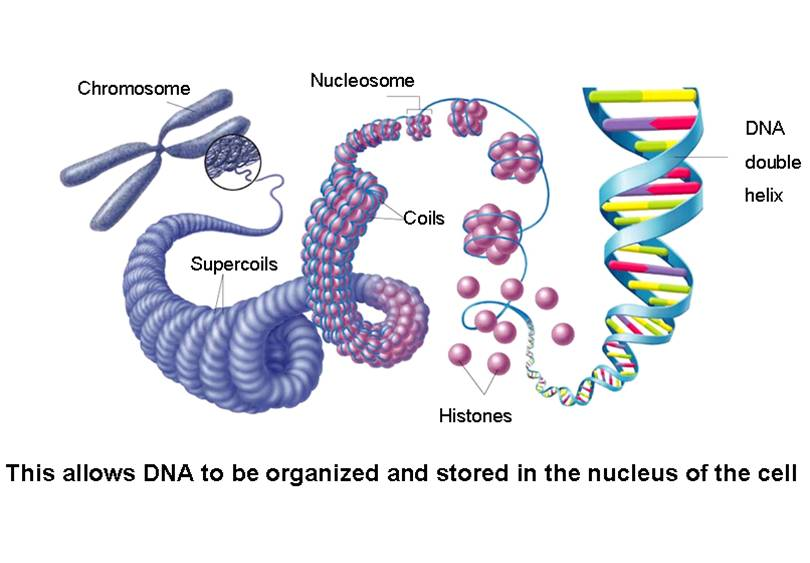 Chromosome
Nucleosome
DNA
double
helix
Coils
Supercoils
Histones
This allows DNA to be organized and stored in the nucleus of the cell